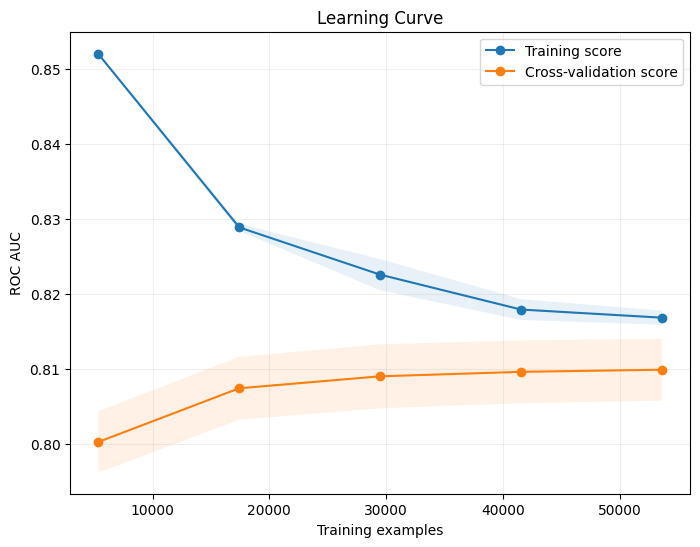 Learning Curve
Training score
Cross-validation score
0.85
0.84
0.83
0.82
0.81
0.80
ROC AUC
10000 20000 30000 40000 50000
Training examples